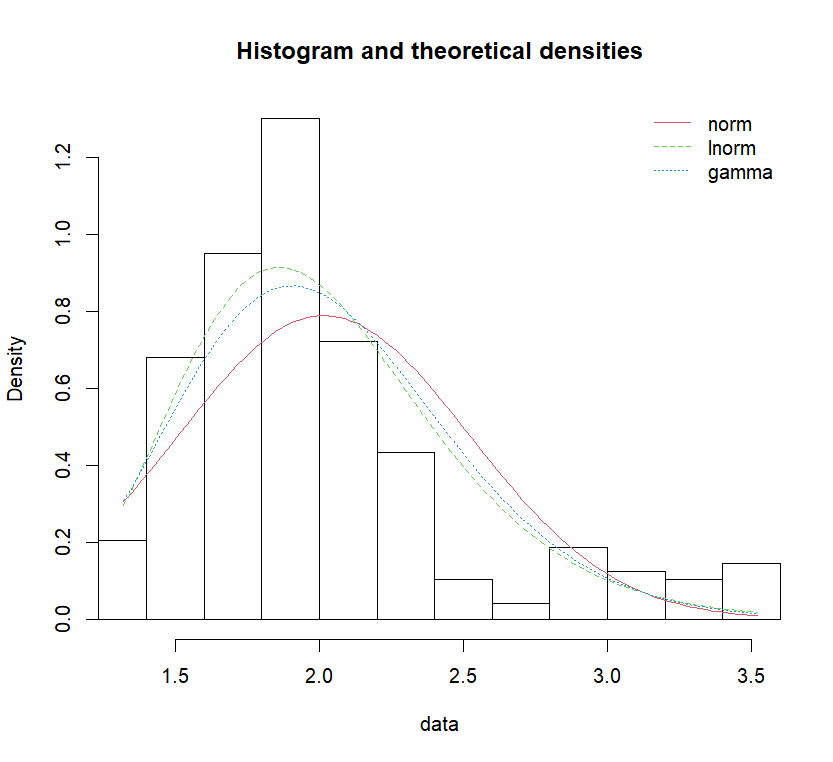 Histogram and theoretical densities
norm
lnorm
gamma
1.2
1.0
0.8
0.6
0.4
0.2
0.0
Density
1.5 2.0 2.5 3.0 3.5
data